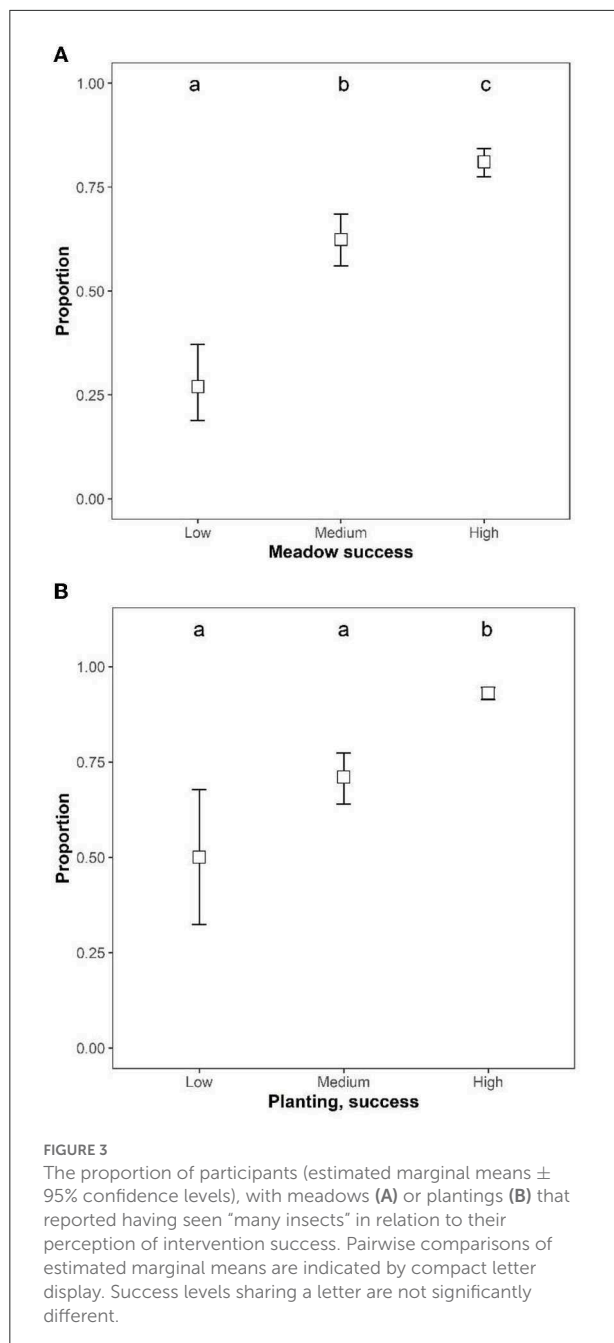 A
a b c
1.00
0.75
0.50
0.25
0.00
Proportion
Low Medium High
Meadow success
B
a a b
1.00
0.75
0.50
0.25
0.00
Proportion
Low Medium High
Planting, success
FIGURE 3
The proportion of participants (estimated marginal means ±
95% confidence levels), with meadows (A) or plantings (B) that
reported having seen “many insects” in relation to their
perception of intervention success. Pairwise comparisons of
estimated marginal means are indicated by compact letter
display. Success levels sharing a letter are not significantly
different.